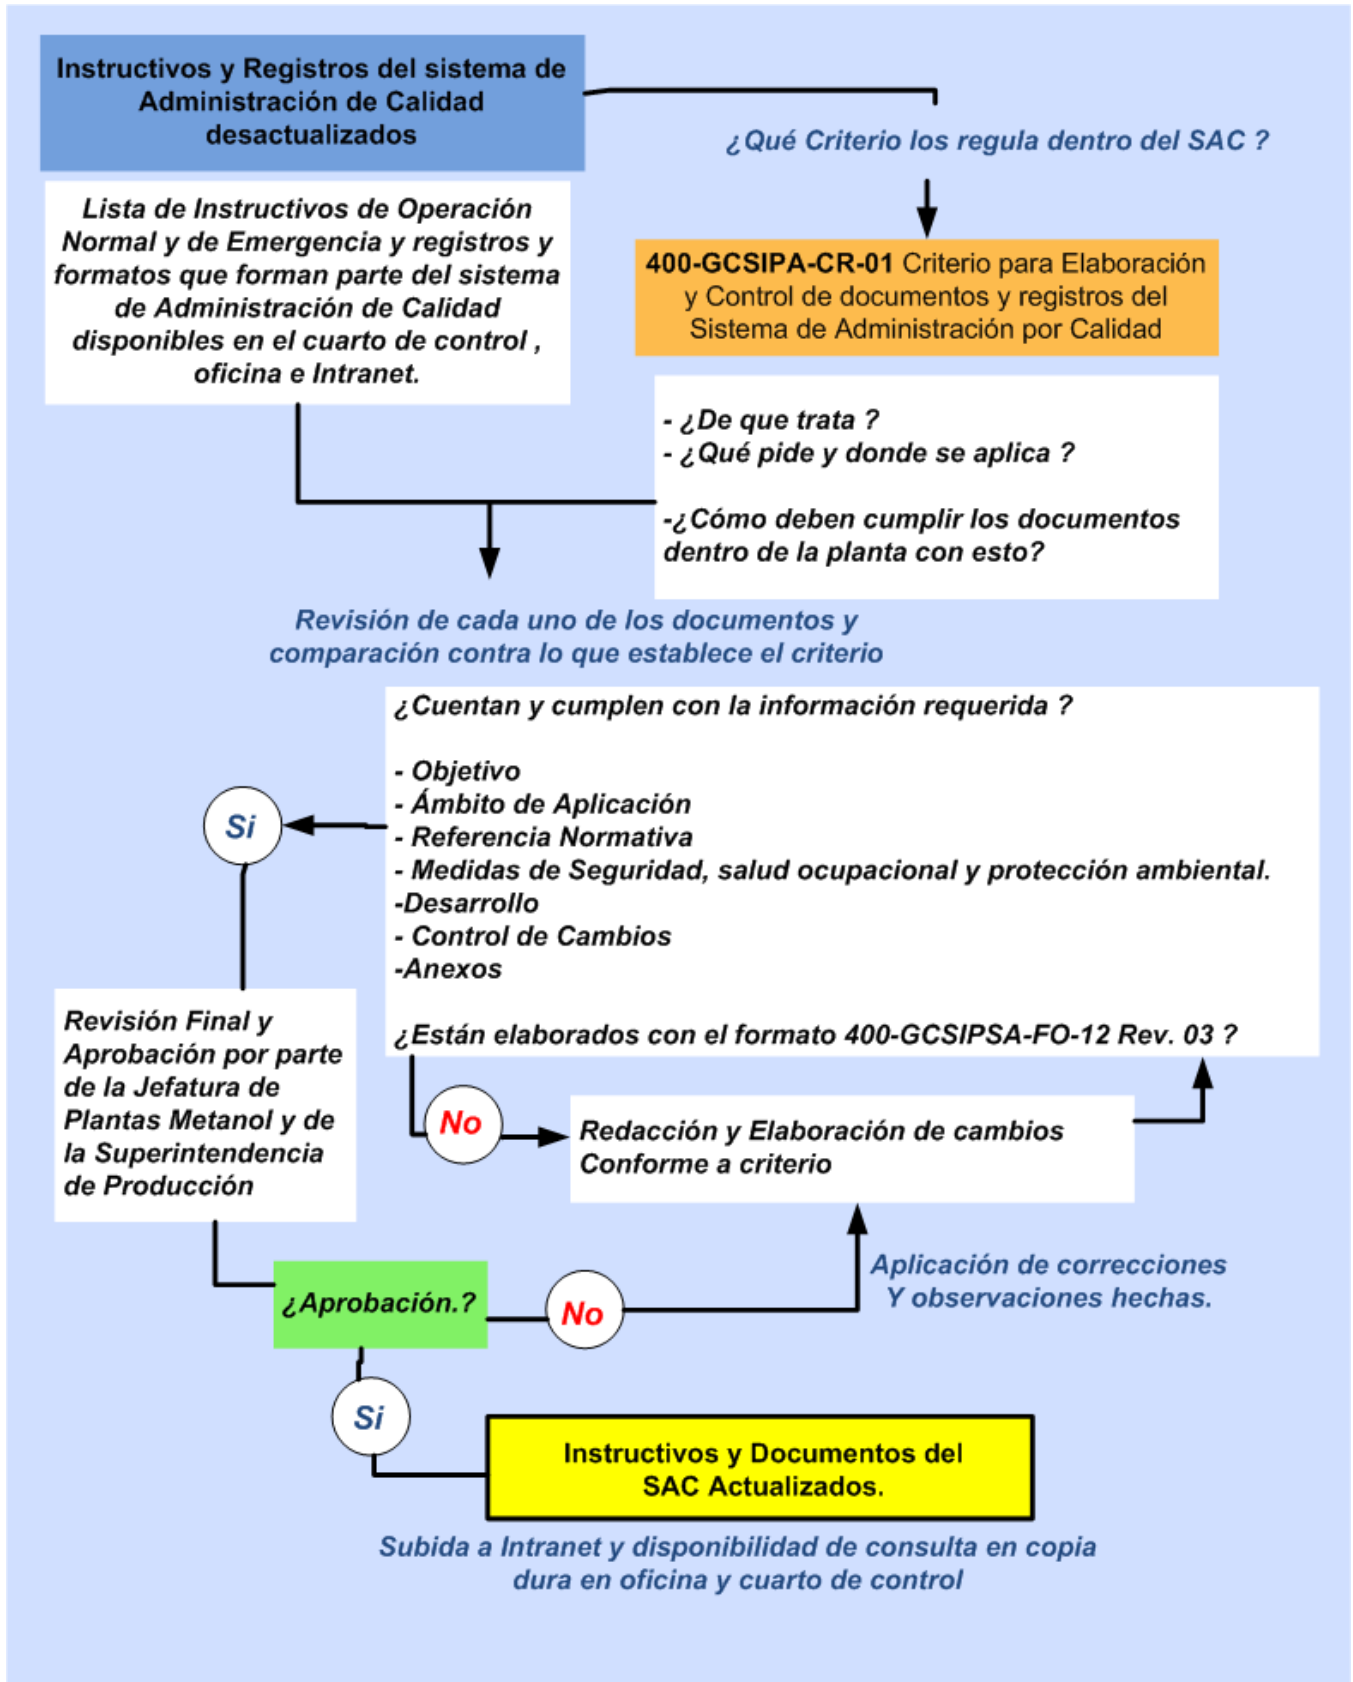 Instructivos y Registros del sistema de
Administración de Calidad
desactualizados
¿Qué Criterio los regula dentro del SAC ?
Lista de Instructivos de Operación
Normal y de Emergencia y registros y
formatos que forman parte del sistema
de Administración de Calidad
disponibles en el cuarto de control ,
oficina e Intranet.
400-GCSIPA-CR-01 Criterio para Elaboración
y Control de documentos y registros del
Sistema de Administración por Calidad
- ¿De que trata ?
- ¿Qué pide y donde se aplica ?
-¿Cómo deben cumplir los documentos
dentro de la planta con esto?
Revisión de cada uno de los documentos y
comparación contra lo que establece el criterio
¿Cuentan y cumplen con la información requerida ?
- Objetivo
- Ámbito de Aplicación
- Referencia Normativa
- Medidas de Seguridad, salud ocupacional y protección ambiental.
-Desarrollo
- Control de Cambios
-Anexos
¿Están elaborados con el formato 400-GCSIPSA-FO-12 Rev. 03 ?
Si
Revisión Final y
Aprobación por parte
de la Jefatura de
Plantas Metanol y de
la Superintendencia
de Producción
No
Redacción y Elaboración de cambios
Conforme a criterio
¿Aprobación.?
No
Aplicación de correcciones
Y observaciones hechas.
Si
Instructivos y Documentos del
SAC Actualizados.
Subida a Intranet y disponibilidad de consulta en copia
dura en oficina y cuarto de control